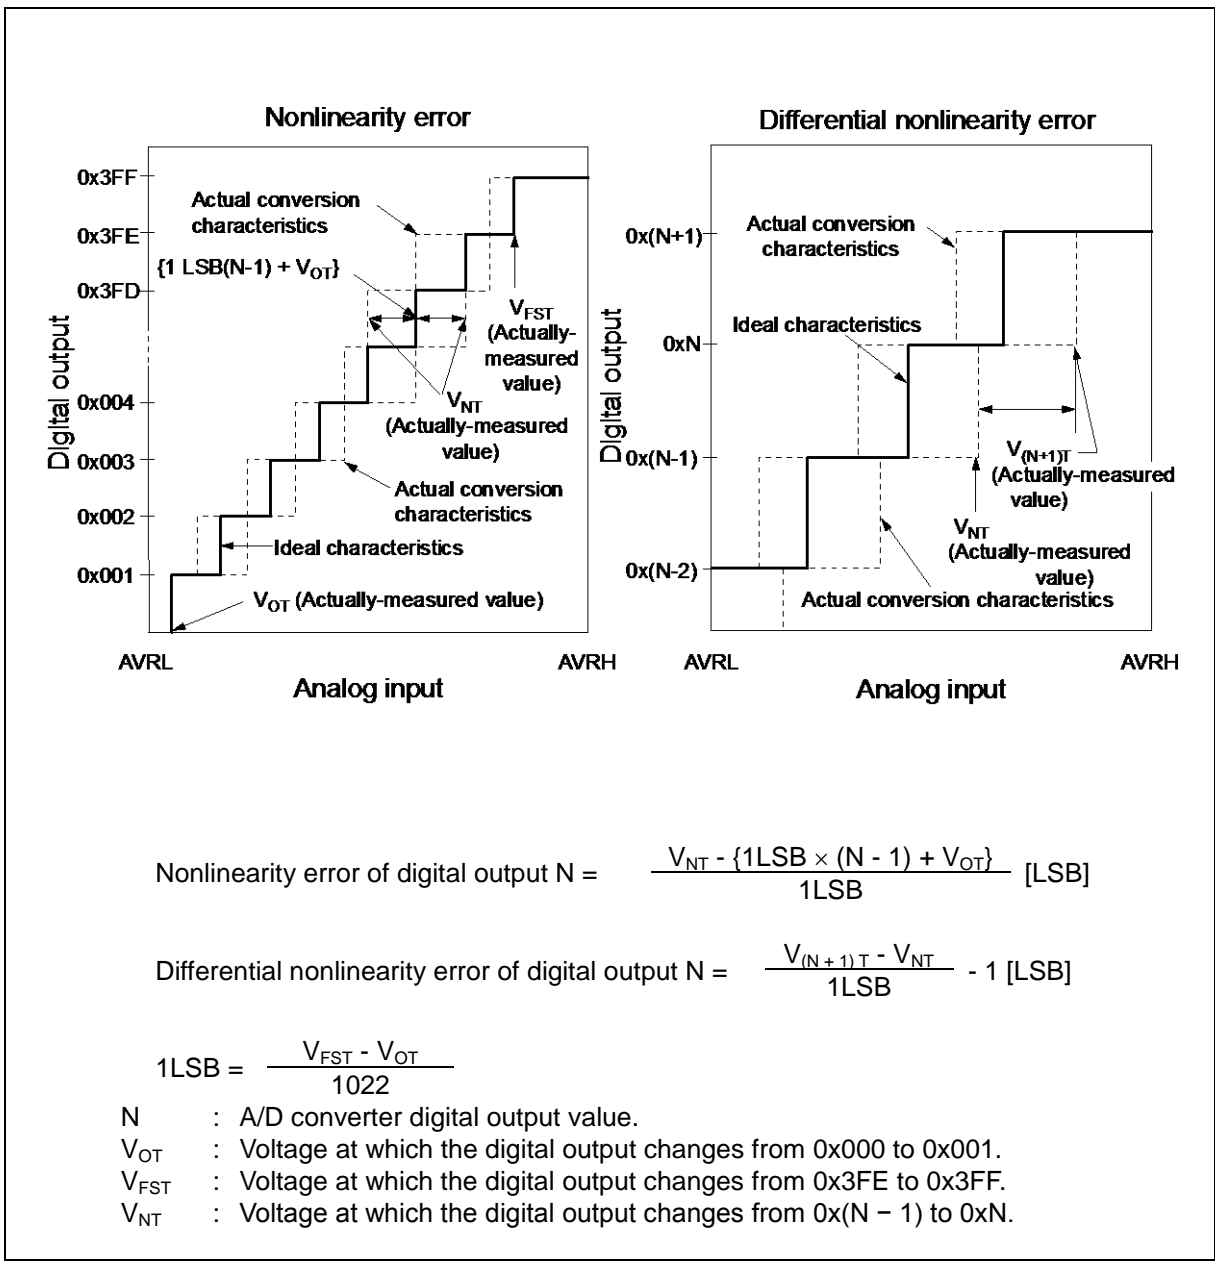 Nonlinearity error
0x3FF
0x3FE
0x3FD
0x004
0x003
0x002
0x001
Digital output
Actual conversion
characteristics
{1 LSB(N-1) + VOT}
VFST
(Actually-
measured
value)
VNT
(Actually-measured
value)
Actual conversion
characteristics
Ideal characteristics
VOT (Actually-measured value)
AVRL
AVRH
Analog input
Differential nonlinearity error
0x(N+1)
0xN
0x(N-1)
0x(N-2)
Digital output
Actual conversion
characteristics
Ideal characteristics
V(N+1)T
(Actually-measured
value)
VNT
(Actually-measured
value)
Actual conversion characteristics
AVRL
AVRH
Analog input
Nonlinearity error of digital output N = VNT - {1LSB × (N - 1) + VOT} / 1LSB [LSB]
Differential nonlinearity error of digital output N = V(N + 1) T - VNT / 1LSB - 1 [LSB]
1LSB = VFST - VOT / 1022
N : A/D converter digital output value.
VOT : Voltage at which the digital output changes from 0x000 to 0x001.
VFST : Voltage at which the digital output changes from 0x3FE to 0x3FF.
VNT : Voltage at which the digital output changes from 0x(N − 1) to 0xN.